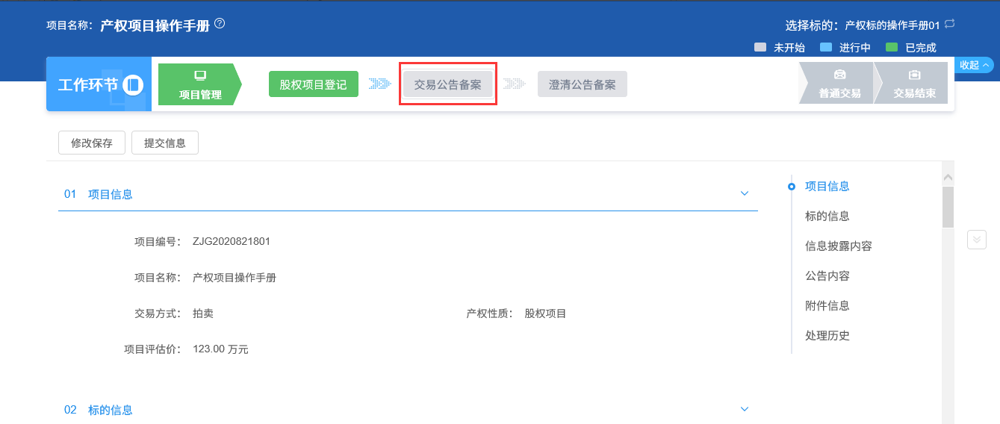 项目名称：产权项目操作手册
选择标的：产权标的操作手册01
未开始 进行中 已完成
收起
工作环节
项目管理
股权项目登记
交易公告备案
澄清公告备案
普通交易
交易结束
修改保存 提交信息
01 项目信息
项目编号： ZJG2020821801
项目名称： 产权项目操作手册
交易方式： 拍卖 产权性质： 股权项目
项目评估价： 123.00 万元
02 标的信息
项目信息
标的信息
信息披露内容
公告内容
附件信息
处理历史